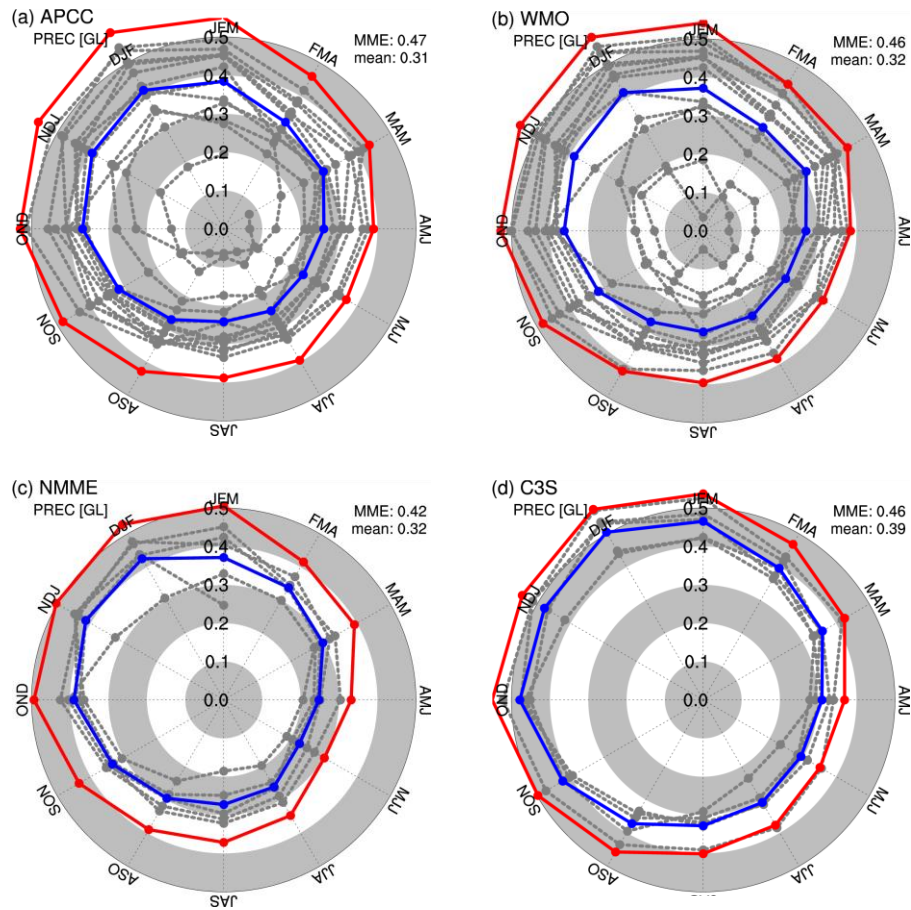 (a) APCC
PREC [GL]
MME: 0.47
mean: 0.31
JFM
FMA
MAM
AMJ
MJJ
JJA
JAS
ASO
SON
OND
NDJ
DJF
0.5
0.4
0.3
0.2
0.1
0.0
(b) WMO
PREC [GL]
MME: 0.46
mean: 0.32
JFM
FMA
MAM
AMJ
MJJ
JJA
JAS
ASO
SON
OND
NDJ
DJF
0.5
0.4
0.3
0.2
0.1
0.0
(c) NMME
PREC [GL]
MME: 0.42
mean: 0.32
JFM
FMA
MAM
AMJ
MJJ
JJA
JAS
ASO
SON
OND
NDJ
DJF
0.5
0.4
0.3
0.2
0.1
0.0
(d) C3S
PREC [GL]
MME: 0.46
mean: 0.39
JFM
FMA
MAM
AMJ
MJJ
JJA
ASO
SON
OND
NDJ
DJF
0.5
0.4
0.3
0.2
0.1
0.0